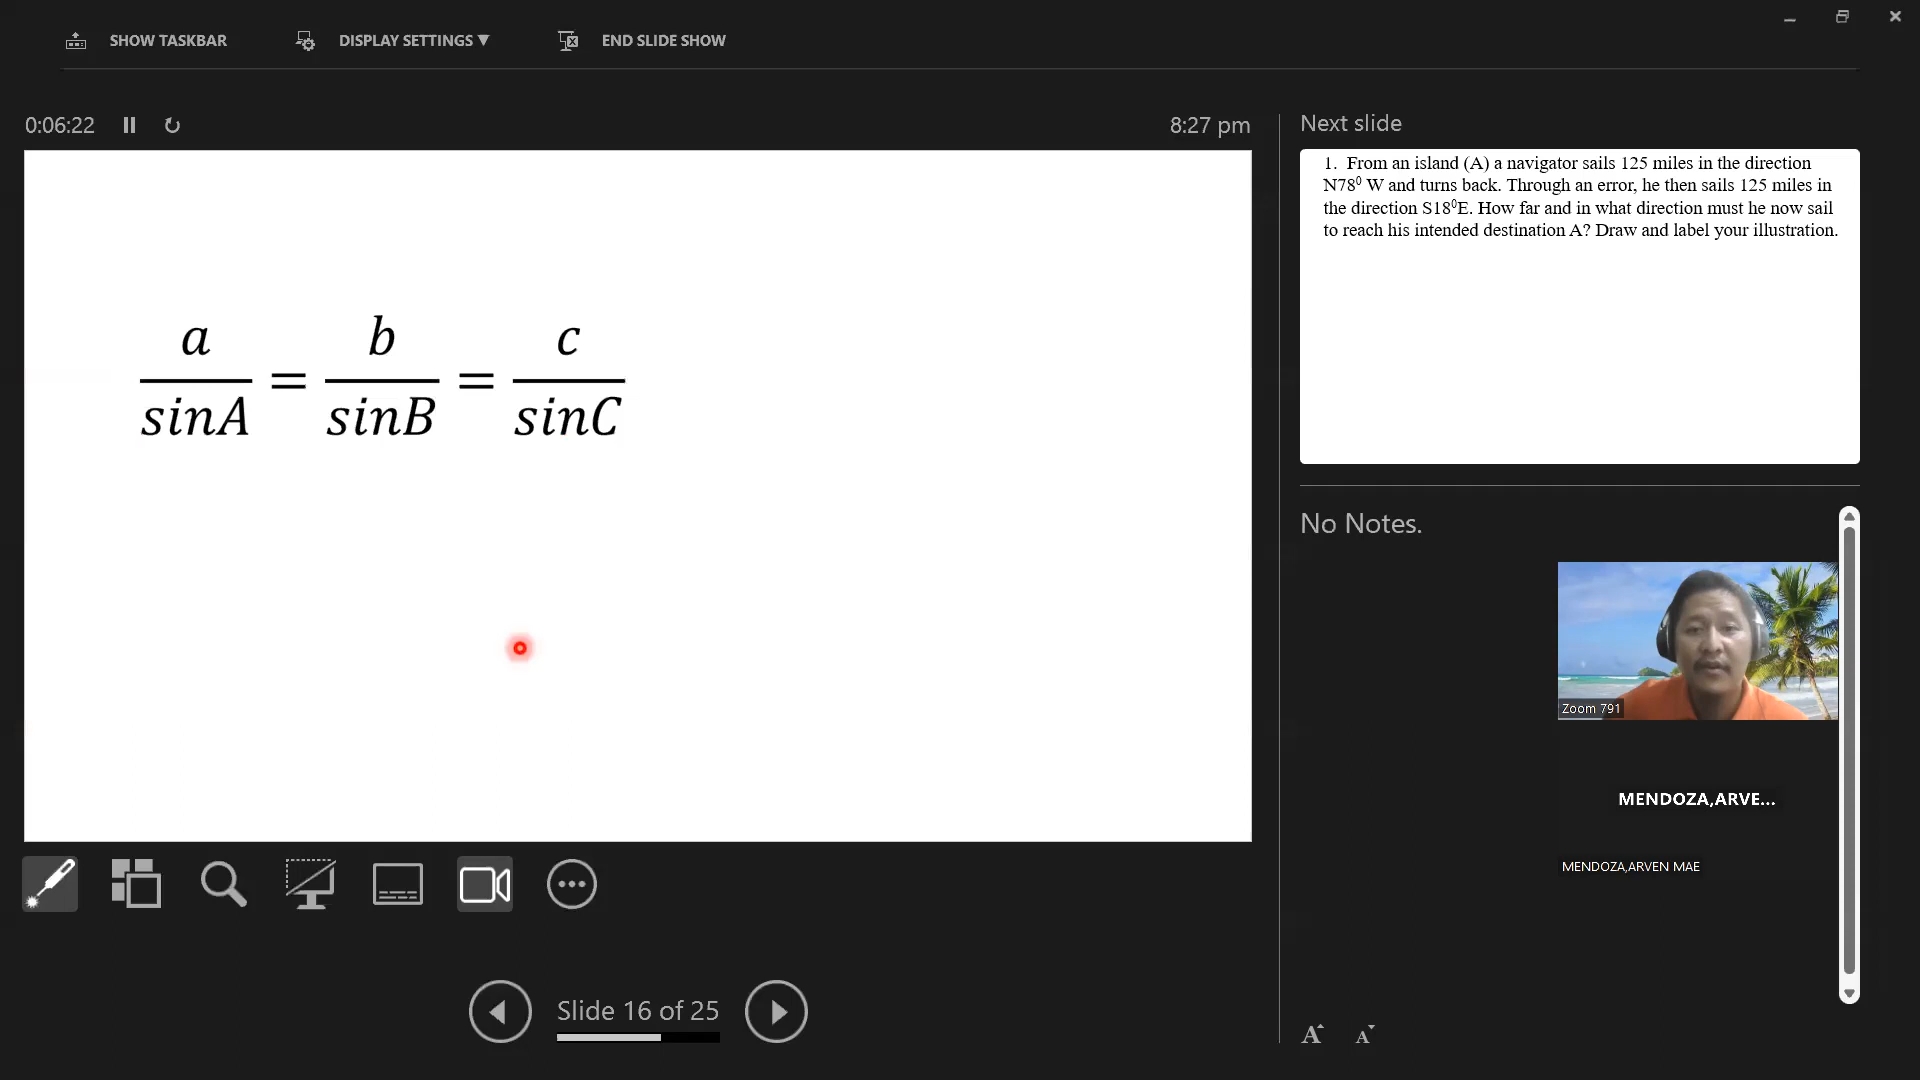 SHOW TASKBAR
DISPLAY SETTINGS ▼
END SLIDE SHOW
0:06:22
8:27 pm
a/sinA = b/sinB = c/sinC
Slide 16 of 25
Next slide
1. From an island (A) a navigator sails 125 miles in the direction
N78⁰ W and turns back. Through an error, he then sails 125 miles in
the direction S18⁰E. How far and in what direction must he now sail
to reach his intended destination A? Draw and label your illustration.
No Notes.
Zoom 791
MENDOZA,ARVE...
MENDOZA,ARVEN MAE
A A